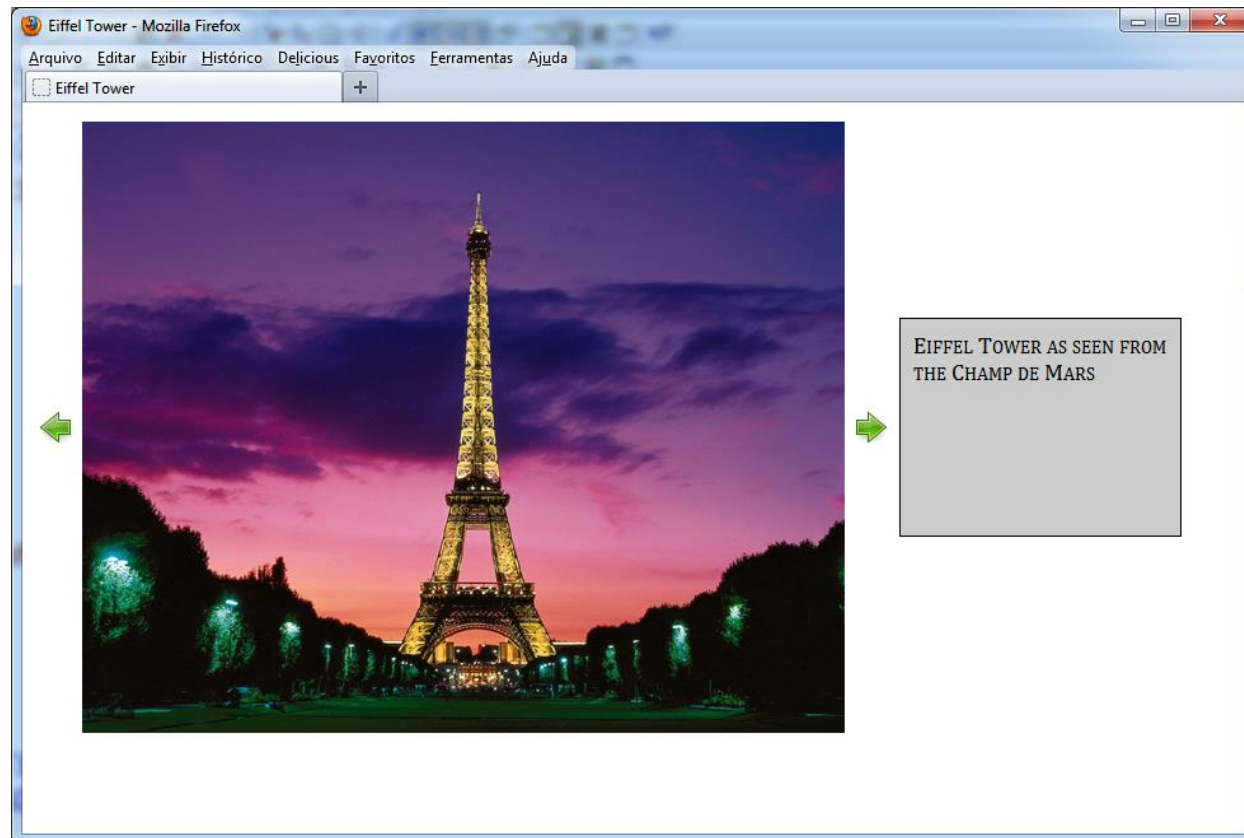 Eiffel Tower - Mozilla Firefox
Arquivo Editar Exibir Histórico Delicious Favoritos Ferramentas Ajuda
Eiffel Tower
EIFFEL TOWER AS SEEN FROM
THE CHAMP DE MARS